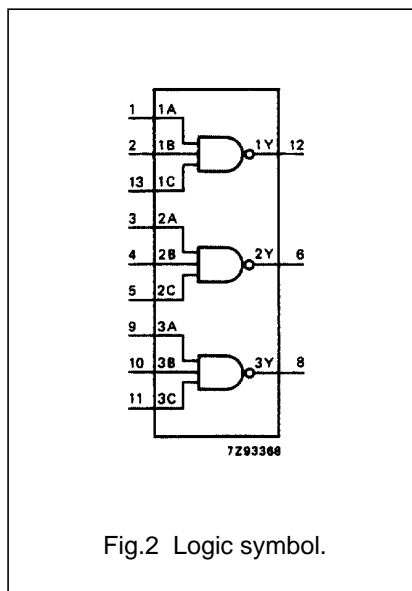 1 1A
2 1B 1Y 12
13 1C
3 2A
4 2B 2Y 6
5 2C
9 3A
10 3B 3Y 8
11 3C
7Z93368
Fig.2 Logic symbol.